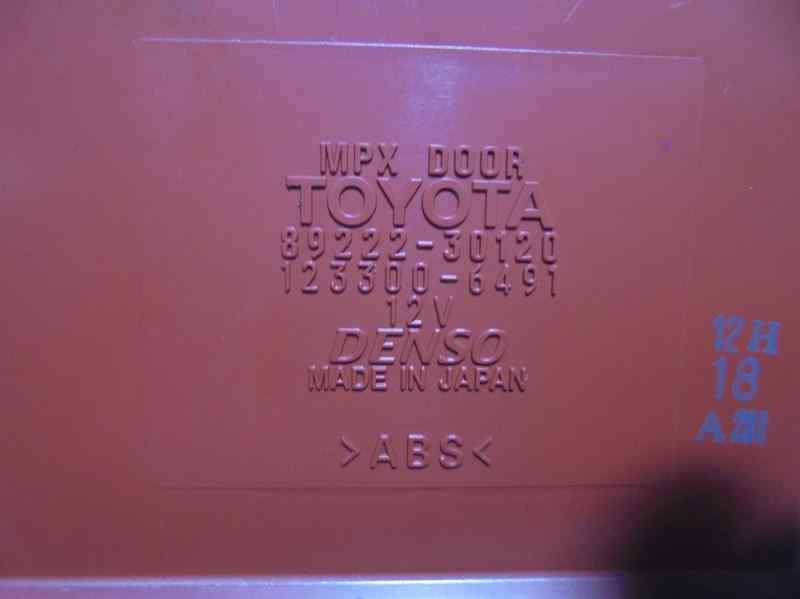 MPX DOOR
TOYOTA
89222-30120
123300-6491
12V
DENSO
MADE IN JAPAN
>ABS<
12H
18